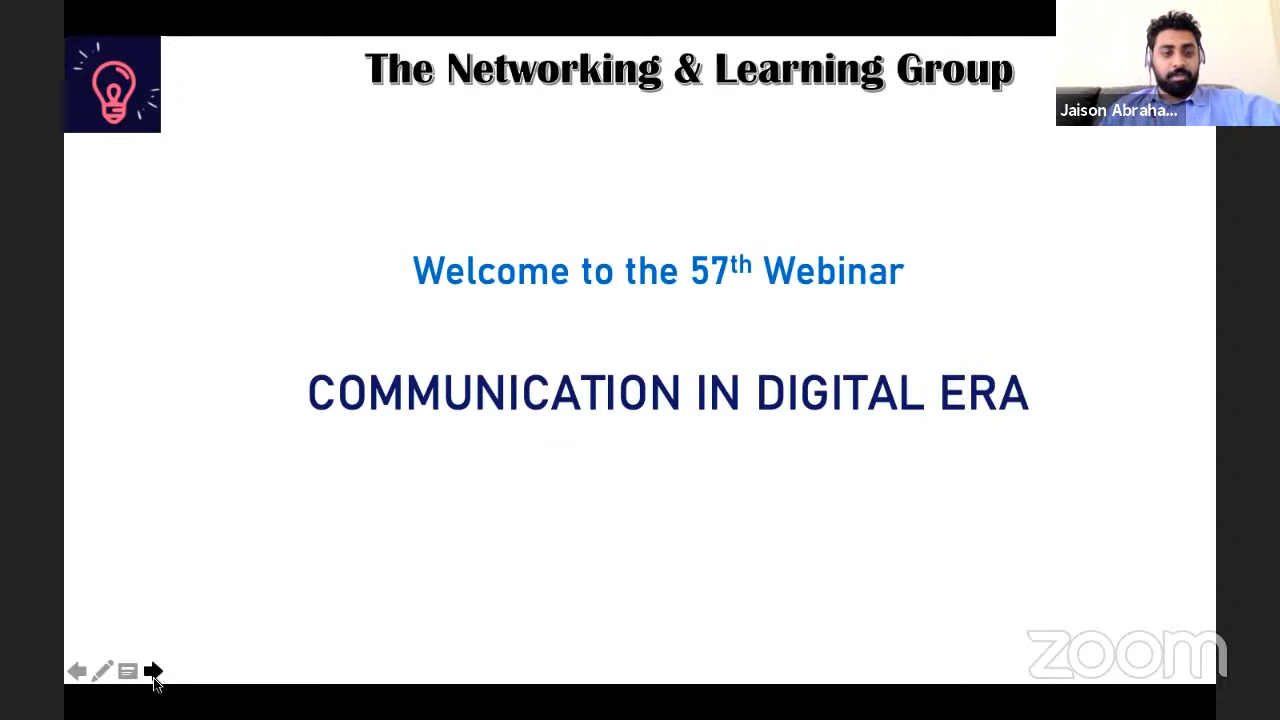 The Networking & Learning Group
Jaison Abraha...
Welcome to the 57th Webinar
COMMUNICATION IN DIGITAL ERA
zoom